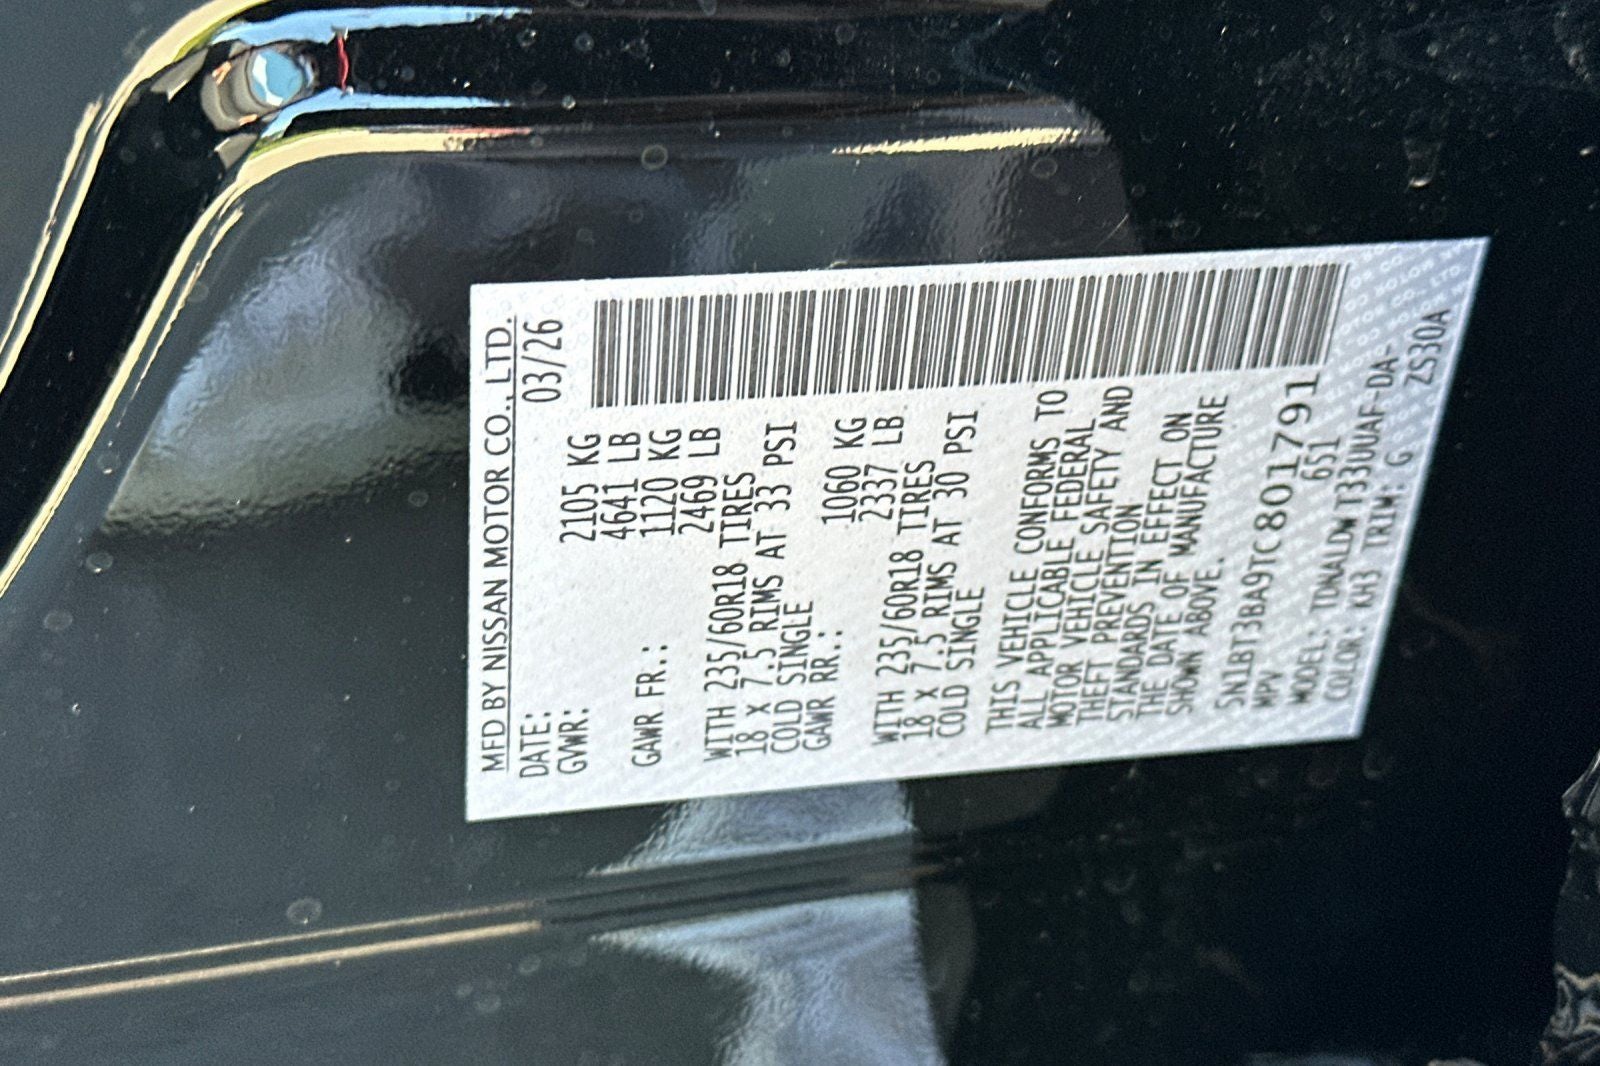 MFD BY NISSAN MOTOR CO., LTD.
DATE: 03/26
GVWR: 2105 KG
4641 LB
GAWR FR.: 1120 KG
2469 LB
WITH 235/60R18 TIRES
18 X 7.5 RIMS AT 33 PSI
COLD SINGLE
GAWR RR.: 1060 KG
2337 LB
WITH 235/60R18 TIRES
18 X 7.5 RIMS AT 30 PSI
COLD SINGLE
THIS VEHICLE CONFORMS TO
ALL APPLICABLE FEDERAL
MOTOR VEHICLE SAFETY AND
THEFT PREVENTION
STANDARDS IN EFFECT ON
THE DATE OF MANUFACTURE
SHOWN ABOVE.
5N1BT3BA9TC801791
MPV 651
MODEL: TDWALDWT33UUAF-DA-
COLOR: KH3 TRIM: G ZS30A